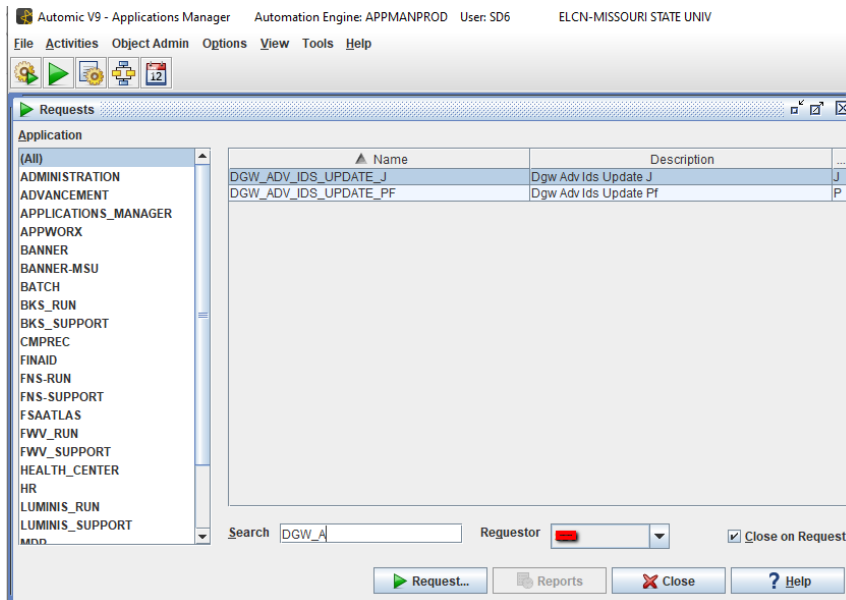 Automic V9 - Applications Manager Automation Engine: APPMANPROD User: SD6 ELCN-MISSOURI STATE UNIV
File Activities Object Admin Options View Tools Help
12
Requests
Application
(All)
ADMINISTRATION
ADVANCEMENT
APPLICATIONS_MANAGER
APPWORX
BANNER
BANNER-MSU
BATCH
BKS_RUN
BKS_SUPPORT
CMPREC
FINAID
FNS-RUN
FNS-SUPPORT
FSAATLAS
FWV_RUN
FWV_SUPPORT
HEALTH_CENTER
HR
LUMINIS_RUN
LUMINIS_SUPPORT
Name Description ...
DGW_ADV_IDS_UPDATE_J Dgw Adv Ids Update J J
DGW_ADV_IDS_UPDATE_PF Dgw Adv Ids Update Pf P
Search DGW_A Requestor Close on Request
Request... Reports Close Help